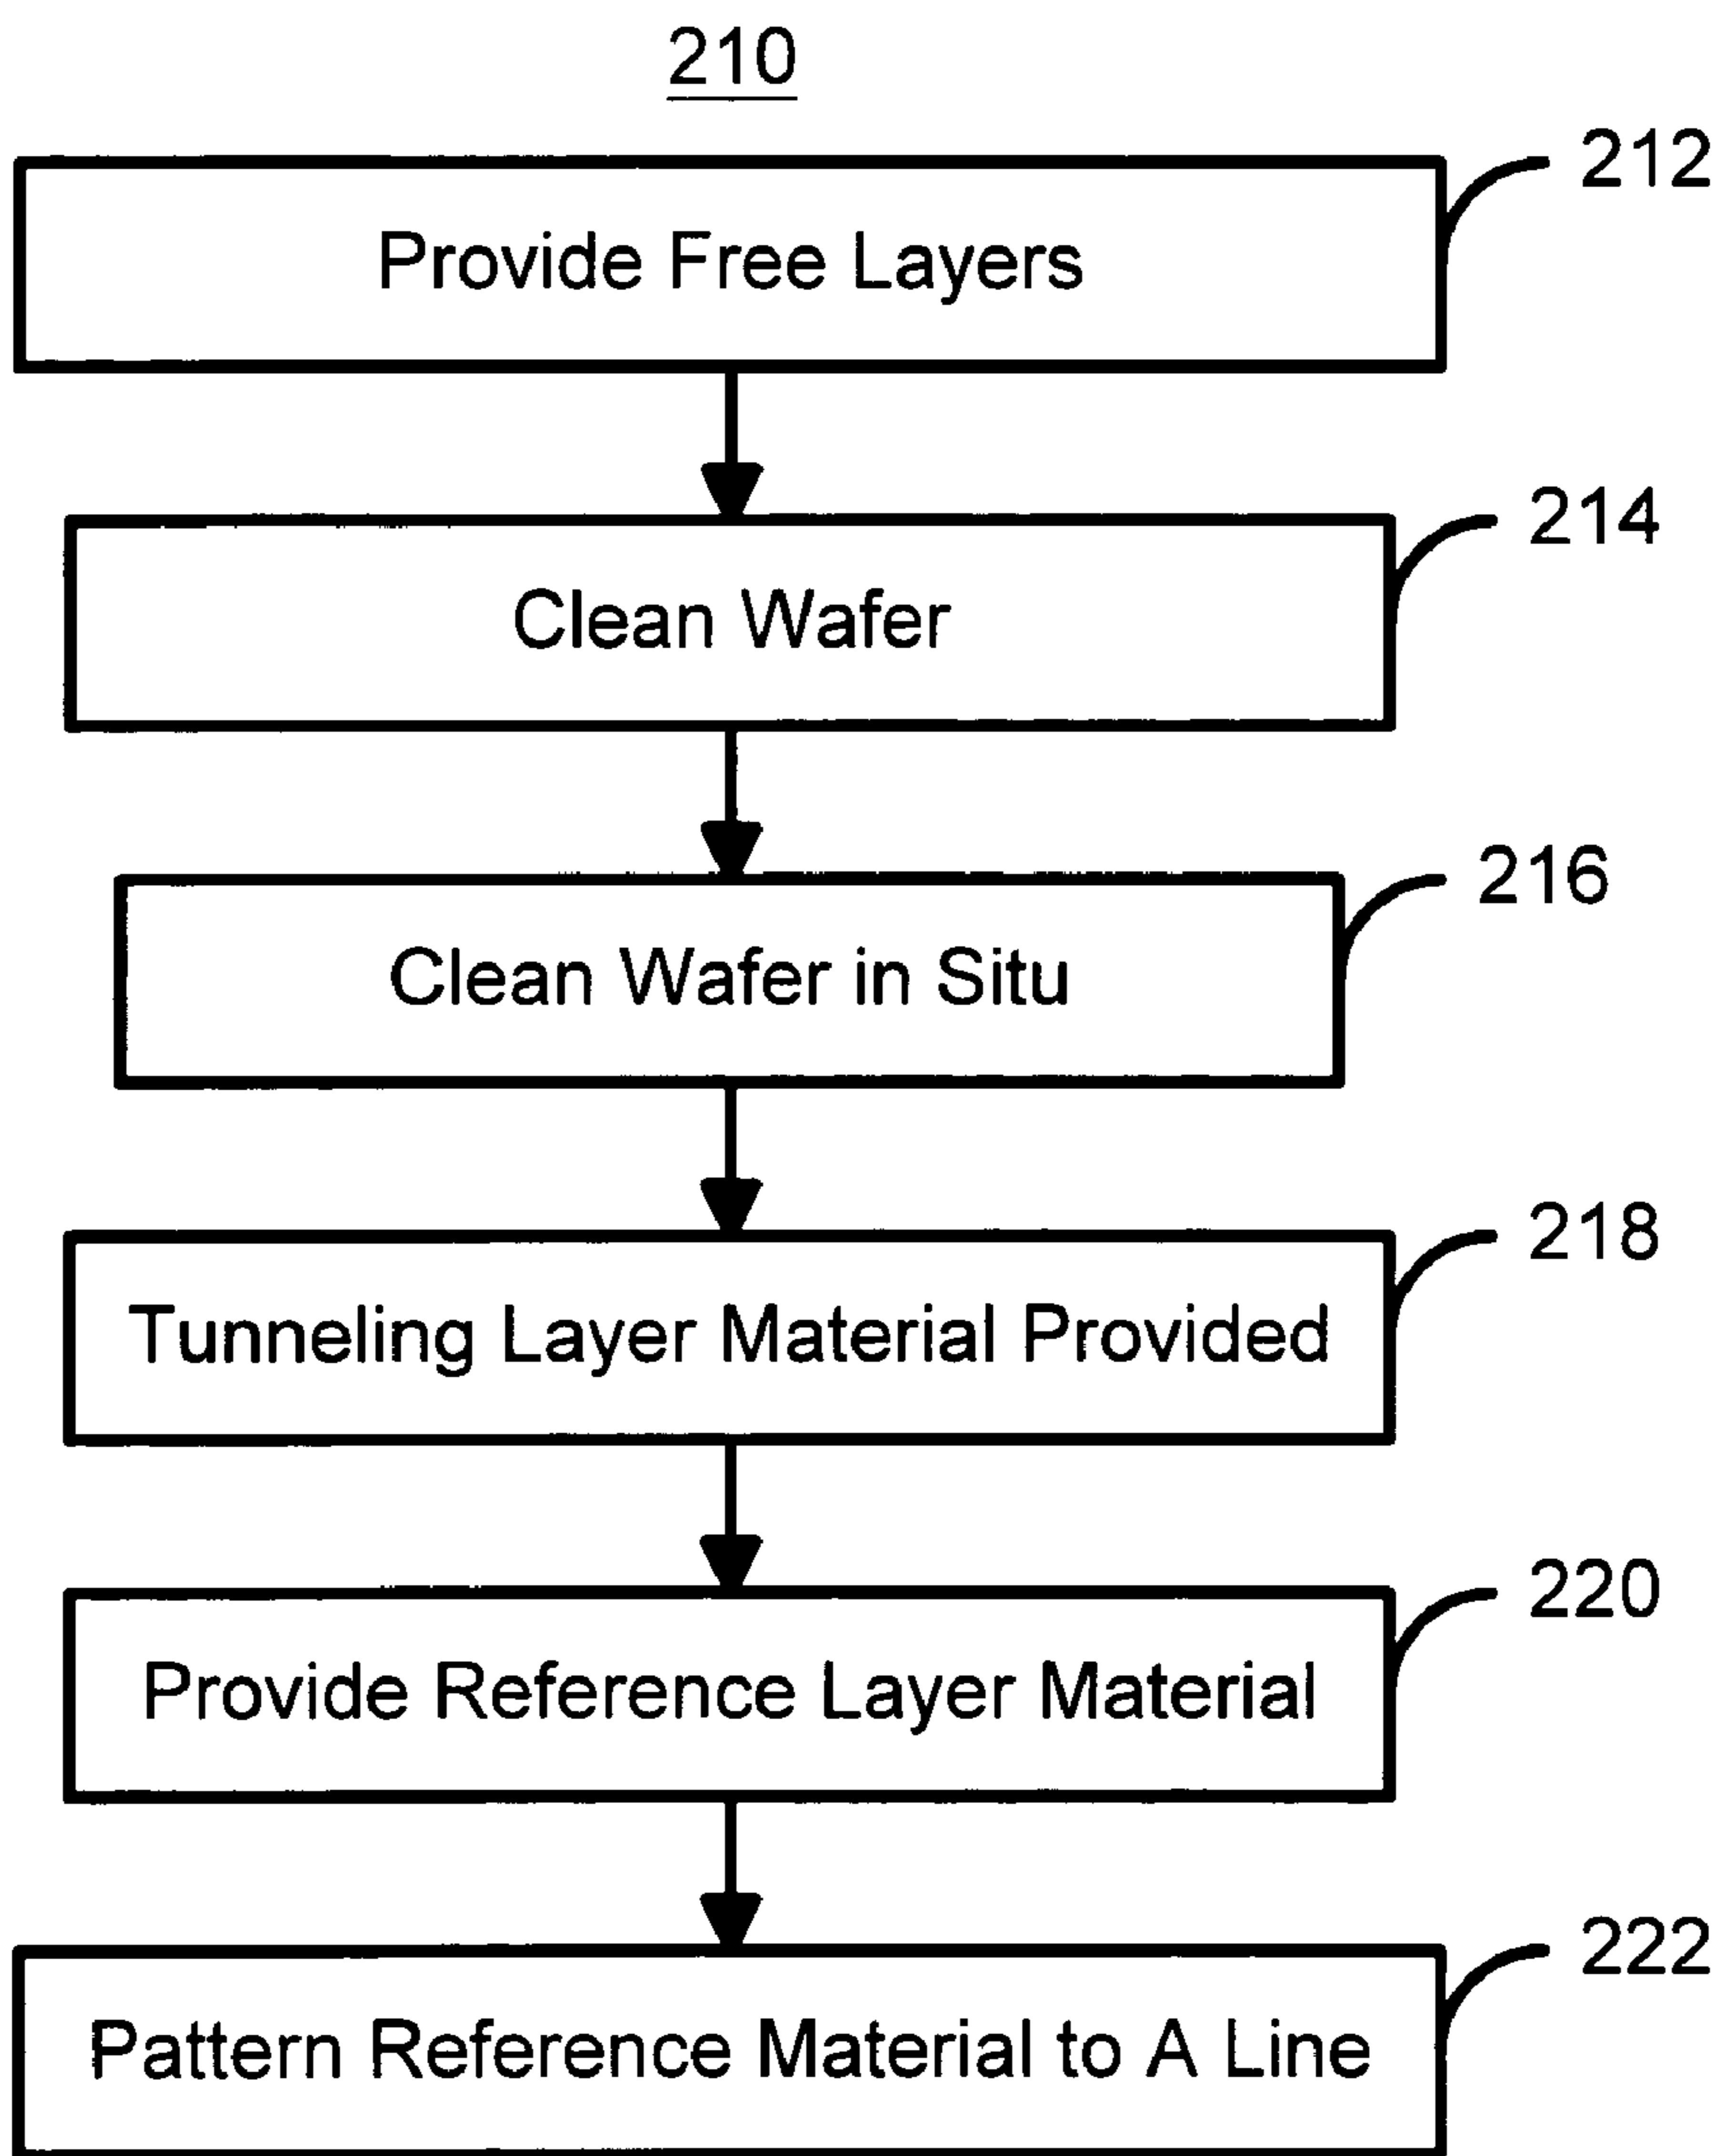 210
212
Provide Free Layers
214
Clean Wafer
216
Clean Wafer in Situ
218
Tunneling Layer Material Provided
220
Provide Reference Layer Material
222
Pattern Reference Material to A Line